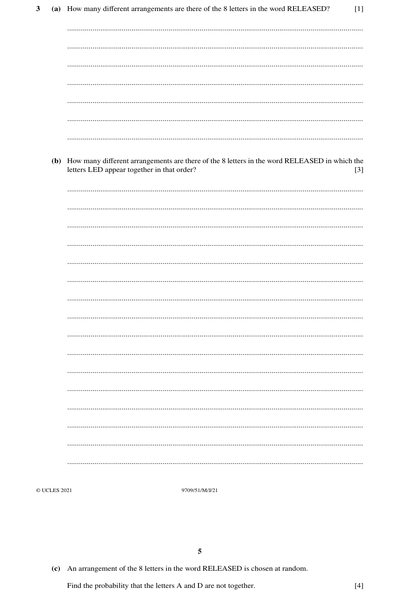 3 (a) How many different arrangements are there of the 8 letters in the word RELEASED? [1]
(b) How many different arrangements are there of the 8 letters in the word RELEASED in which the
letters LED appear together in that order? [3]
© UCLES 2021 9709/51/M/J/21
5
(c) An arrangement of the 8 letters in the word RELEASED is chosen at random.
Find the probability that the letters A and D are not together. [4]